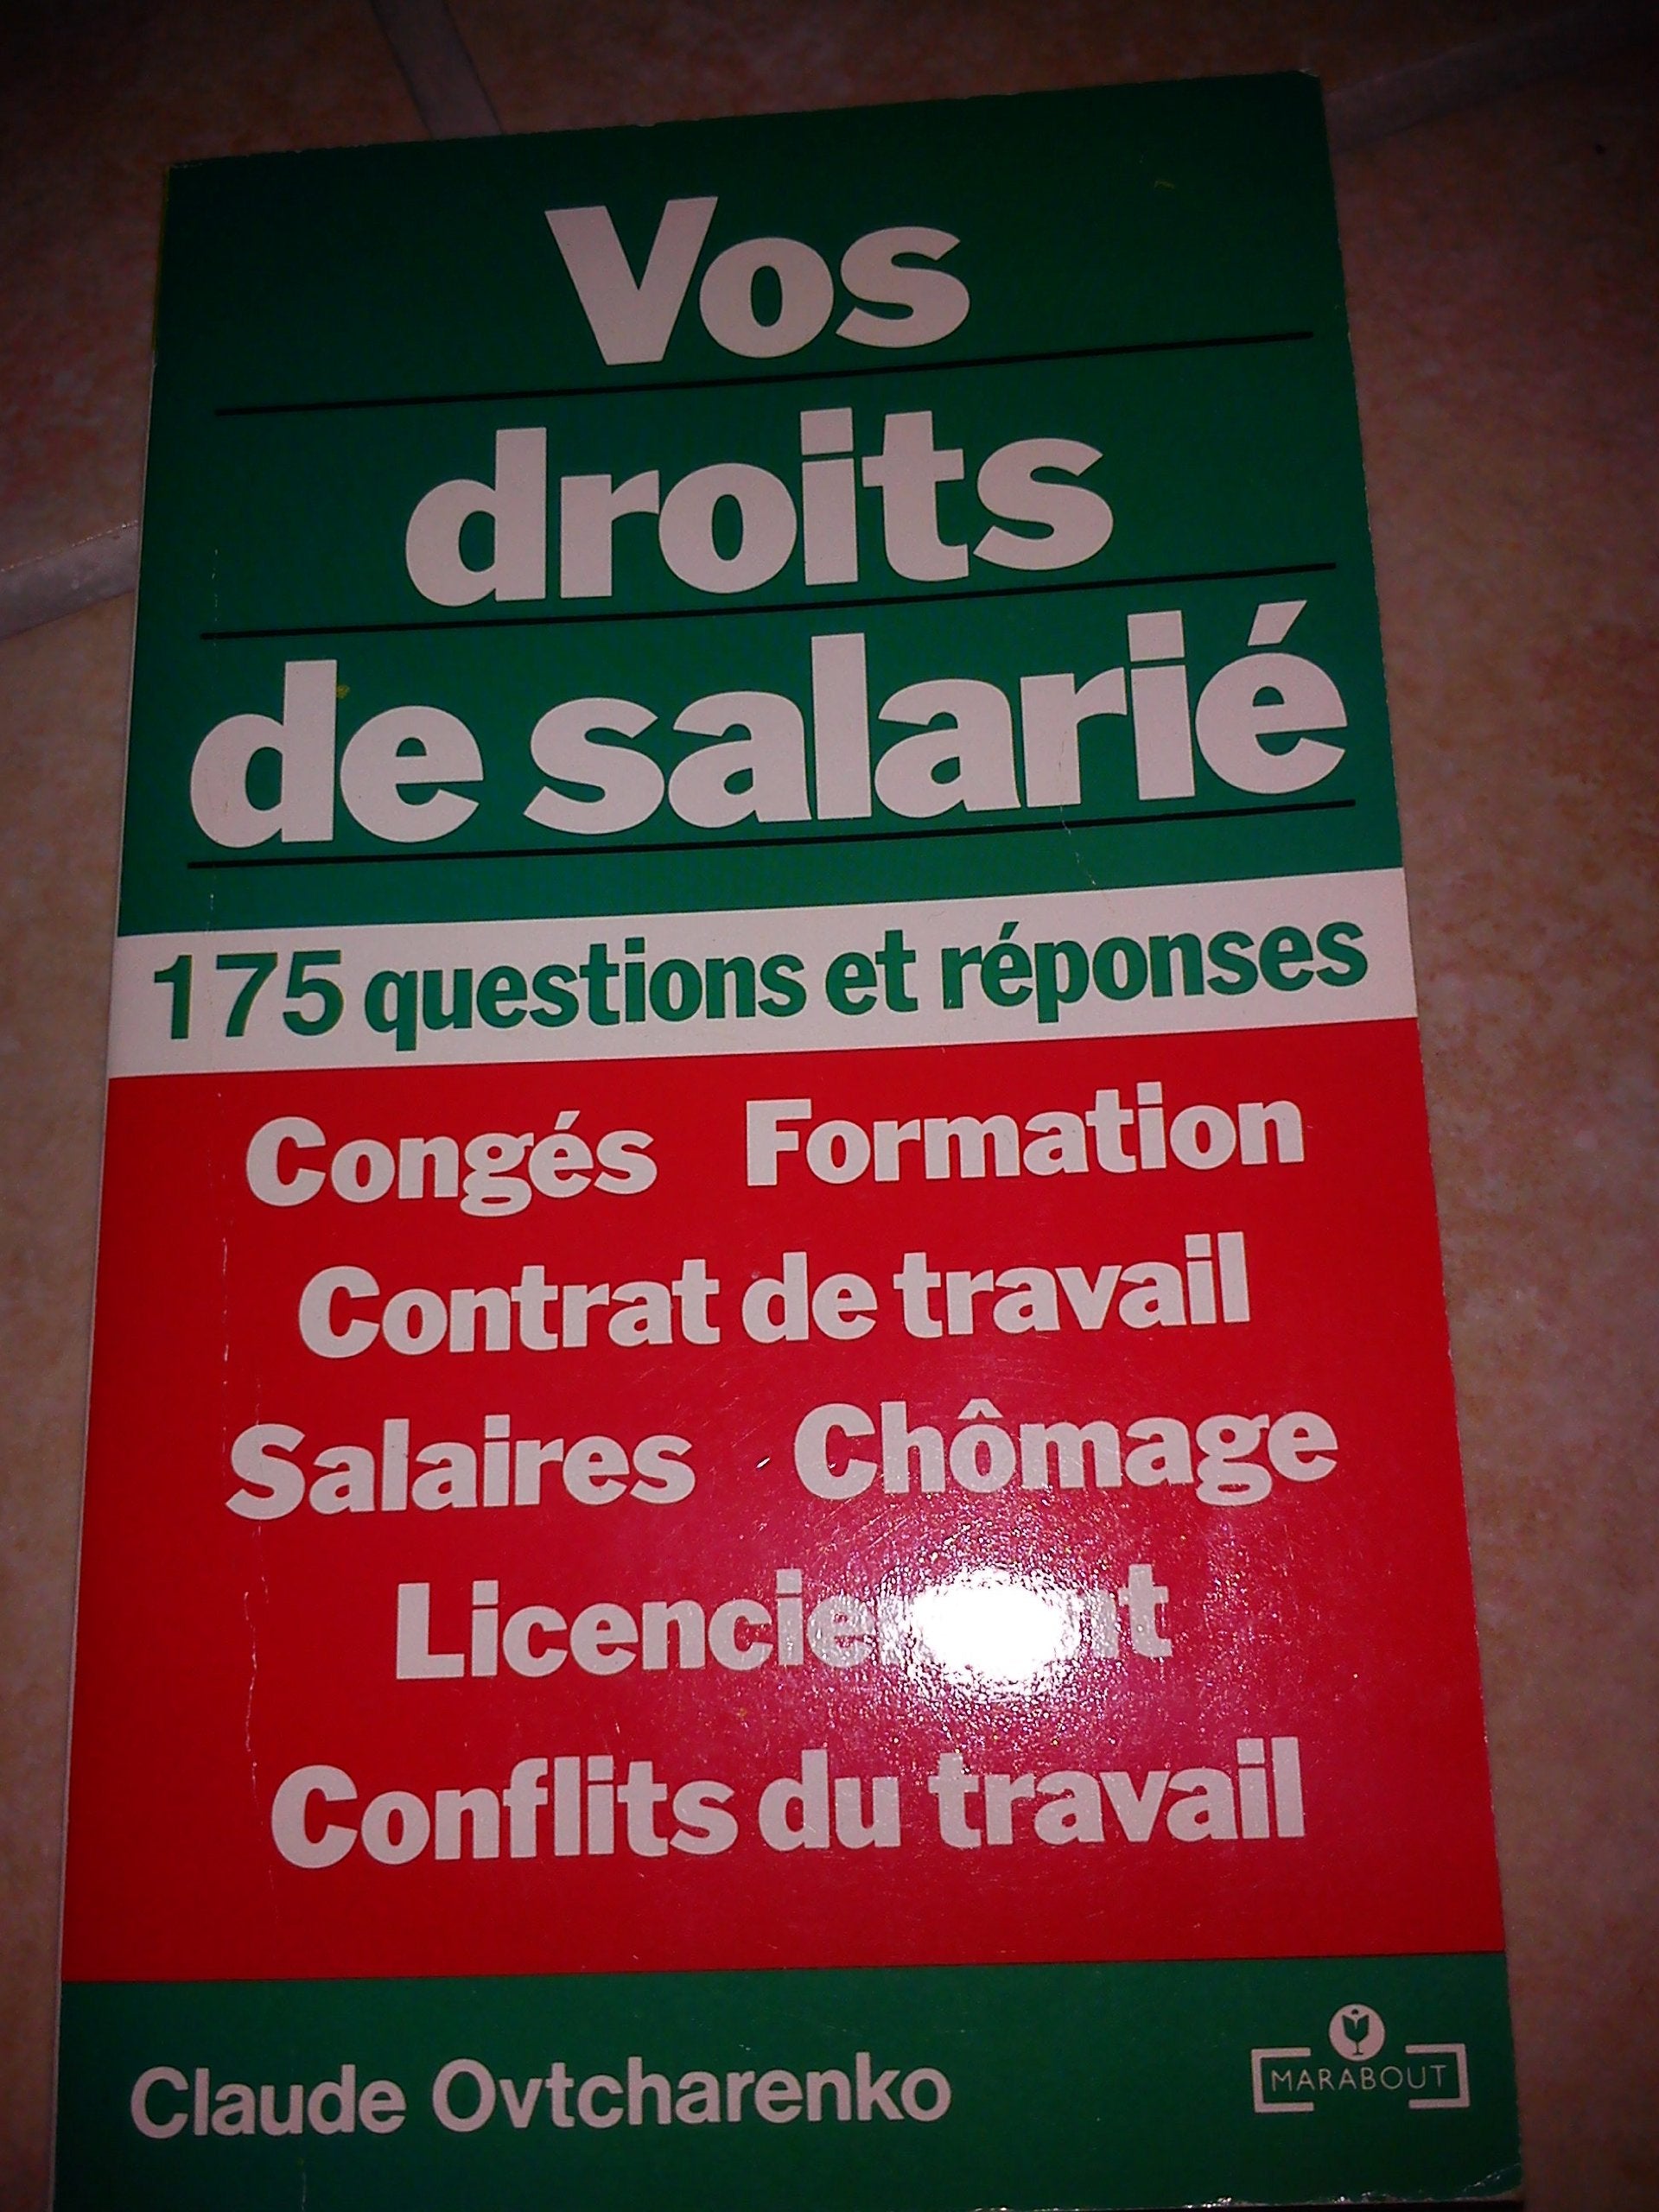 Vos
droits
de salarié
175 questions et réponses
Congés Formation
Contrat de travail
Salaires Chômage
Conflits du travail
Claude Ovtcharenko
MARABOUT